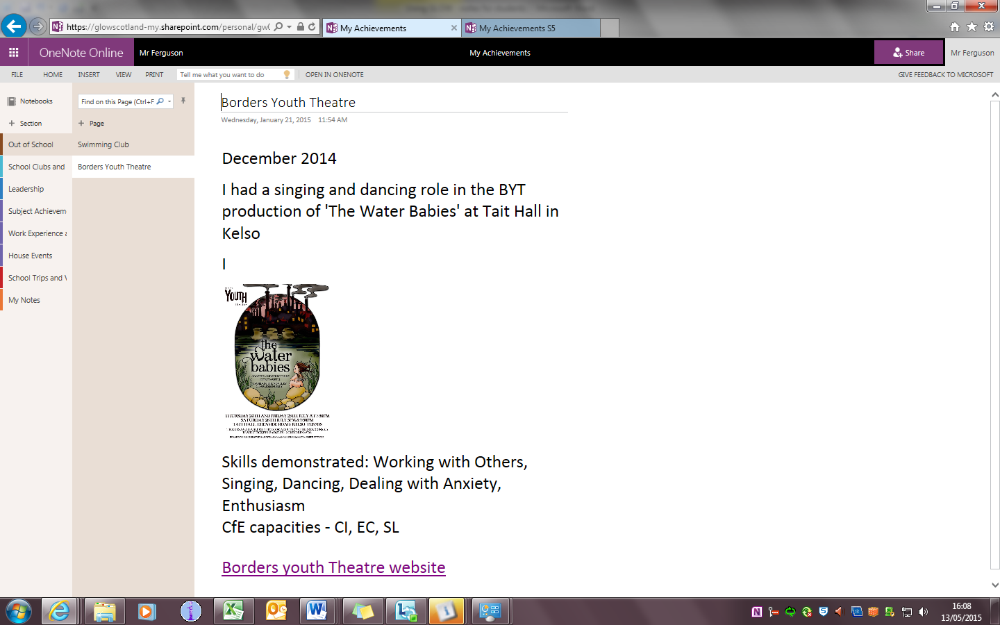 https://glowscotland-my.sharepoint.com/personal/gw
My Achievements
My Achievements S5
OneNote Online
Mr Ferguson
My Achievements
Share
Mr Ferguson
FILE
HOME
INSERT
VIEW
PRINT
Tell me what you want to do
OPEN IN ONENOTE
GIVE FEEDBACK TO MICROSOFT
Notebooks
+ Section
Out of School
School Clubs and
Leadership
Subject Achievem
Work Experience a
House Events
School Trips and V
My Notes
Find on this Page (Ctrl+F
+ Page
Swimming Club
Borders Youth Theatre
Borders Youth Theatre
Wednesday, January 21, 2015 11:54 AM
December 2014
I had a singing and dancing role in the BYT
production of 'The Water Babies' at Tait Hall in
Kelso
I
YOUTH
the
water
babies
THURSDAY 24TH AND FRIDAY 25TH JULY AT 7:30PM
SATURDAY 26TH JULY 3PM & 7:30PM
TAIT HALL, EDENSIDE ROAD, KELSO
Skills demonstrated: Working with Others,
Singing, Dancing, Dealing with Anxiety,
Enthusiasm
CfE capacities - CI, EC, SL
Borders youth Theatre website
16:08
13/05/2015